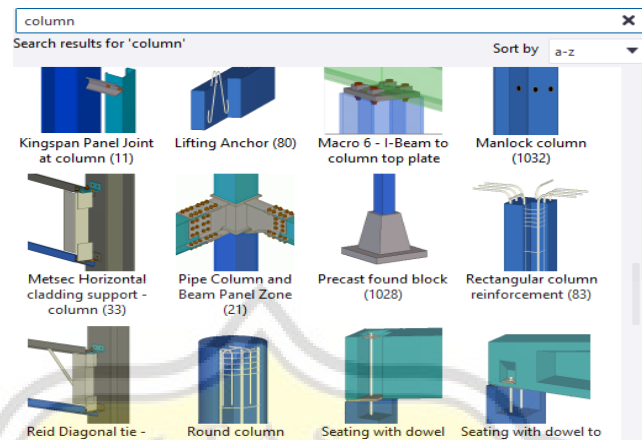 column
Search results for 'column'
Sort by a-z
Kingspan Panel Joint at column (11)
Lifting Anchor (80)
Macro 6 - I-Beam to column top plate
Manlock column (1032)
Metsec Horizontal cladding support - column (33)
Pipe Column and Beam Panel Zone (21)
Precast found block (1028)
Rectangular column reinforcement (83)
Reid Diagonal tie -
Round column
Seating with dowel
Seating with dowel to